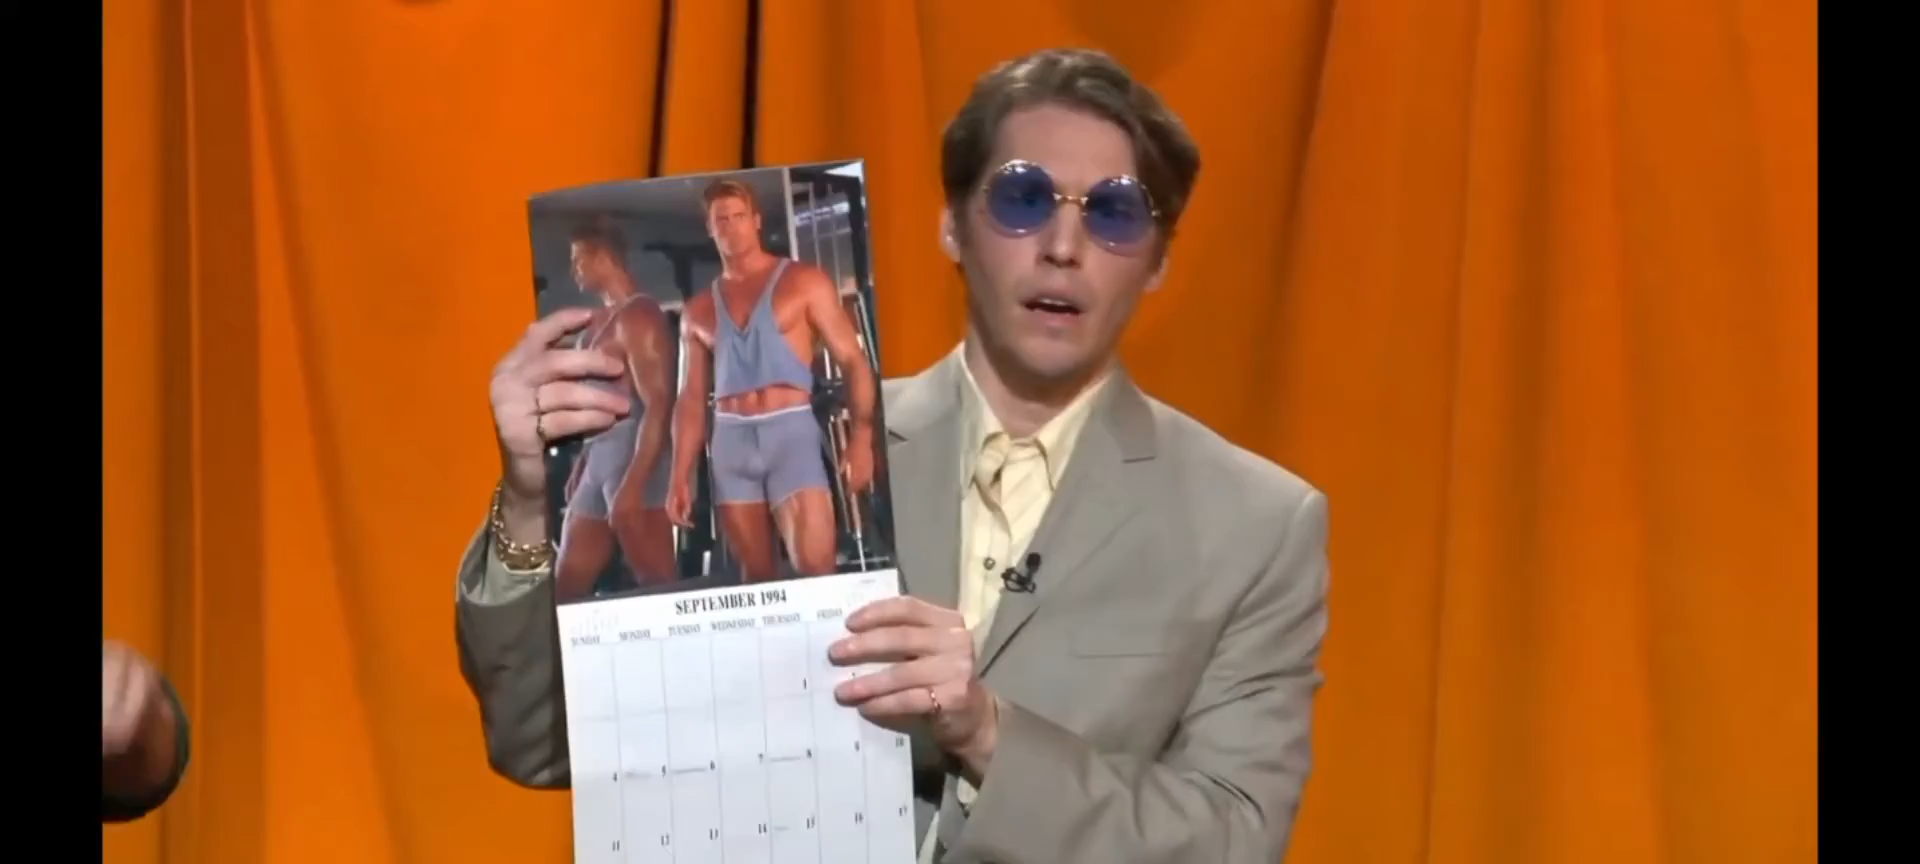 SEPTEMBER 1994
SUNDAY MONDAY TUESDAY WEDNESDAY THURSDAY FRIDAY
1
4 5 6 7 8 9 10
11 12 13 14 15 16 17